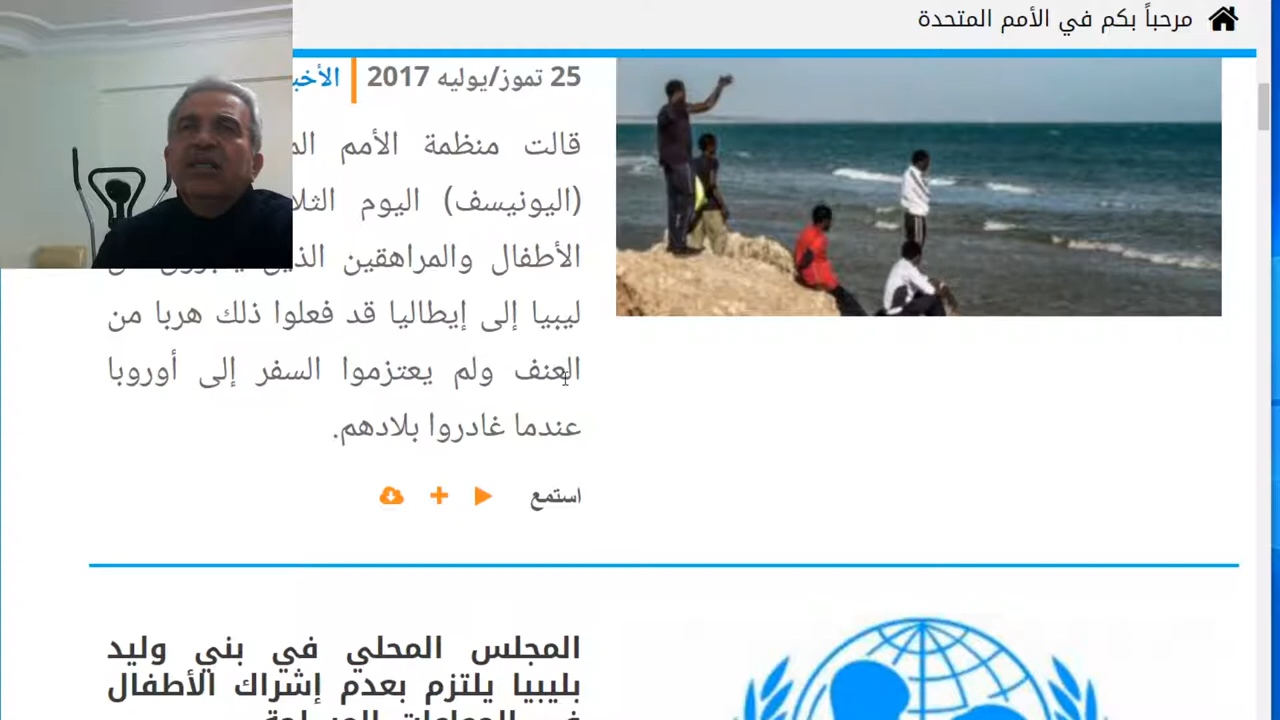 مرحباً بكم في الأمم المتحدة
25 تموز/يوليه 2017
قالت منظمة الأمم
(اليونيسف) اليوم
الأطفال والمراهقين الذين
ليبيا إلى إيطاليا قد فعلوا ذلك هربا من
العنف ولم يعتزموا السفر إلى أوروبا
عندما غادروا بلادهم.
استمع
المجلس المحلي في بني وليد
بليبيا يلتزم بعدم إشراك الأطفال